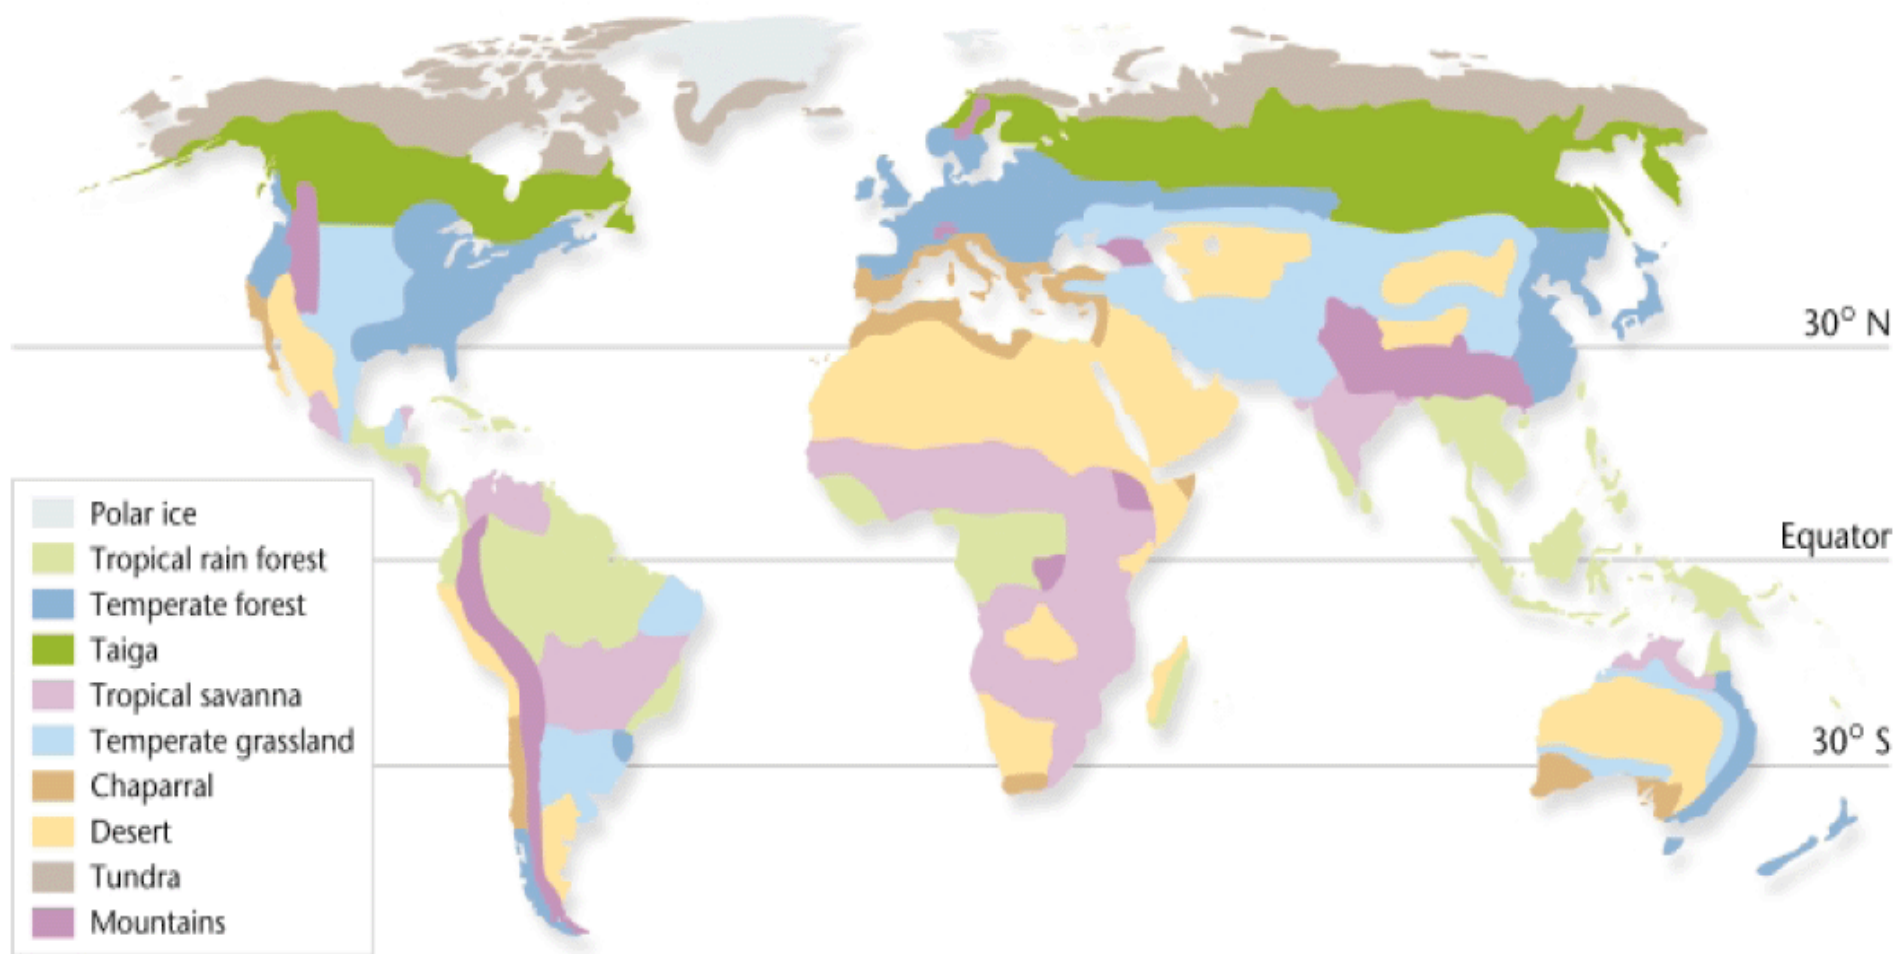 30° N
Equator
30° S
Polar ice
Tropical rain forest
Temperate forest
Taiga
Tropical savanna
Temperate grassland
Chaparral
Desert
Tundra
Mountains